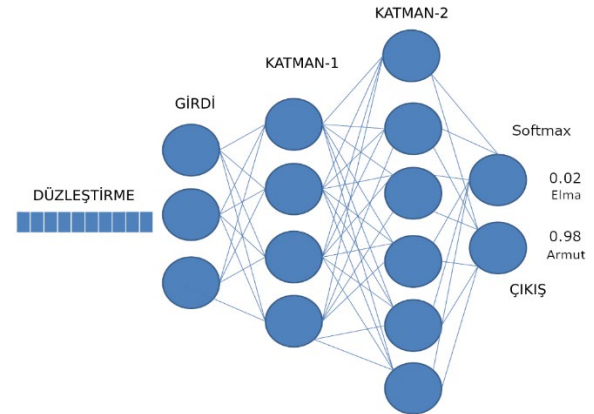 KATMAN-2
KATMAN-1
GİRDİ
DÜZLEŞTİRME
Softmax
0.02
Elma
0.98
Armut
ÇIKIŞ